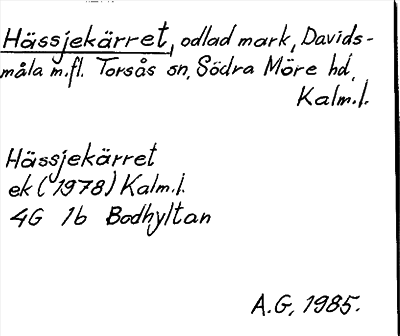 Hässjekärret, odlad mark, Davids-
måla m.fl. Torsås sn, Södra Möre hd,
Kalm.l.
Hässjekärret
ek (1978) Kalm.l.
4G 1b Bodhyltan
A.G, 1985.